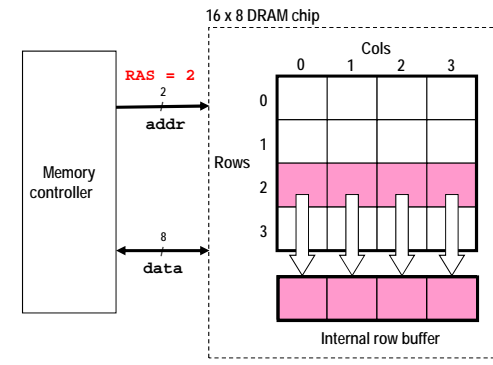 16 x 8 DRAM chip
Cols
0 1 2 3
RAS = 2
2
addr
0
1
Rows
2
3
Memory
controller
8
data
Internal row buffer